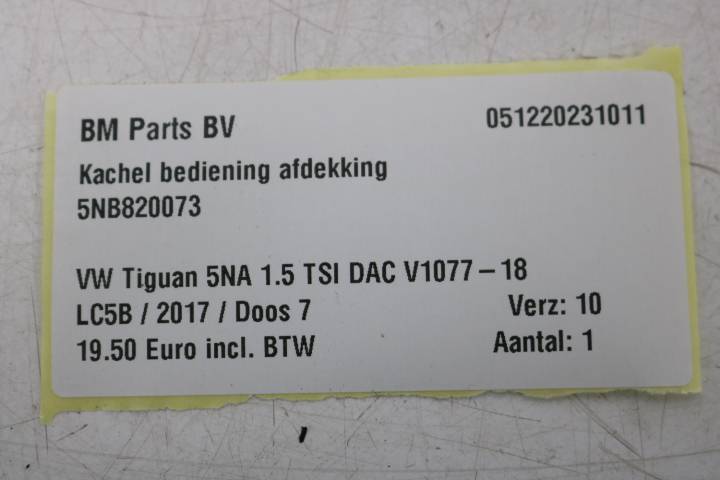 BM Parts BV 051220231011
Kachel bediening afdekking
5NB820073
VW Tiguan 5NA 1.5 TSI DAC V1077 – 18
LC5B / 2017 / Doos 7 Verz: 10
19.50 Euro incl. BTW Aantal: 1